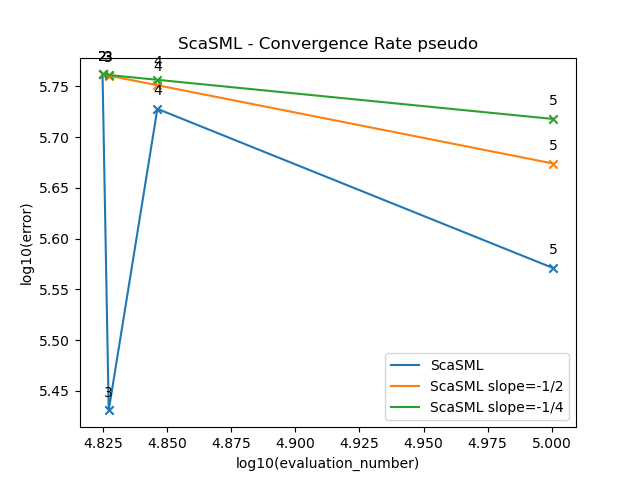 ScaSML - Convergence Rate pseudo
log10(error)
5.75
5.70
5.65
5.60
5.55
5.50
5.45
2
3
4
4
4
5
5
5
3
ScaSML
ScaSML slope=-1/2
ScaSML slope=-1/4
4.825 4.850 4.875 4.900 4.925 4.950 4.975 5.000
log10(evaluation_number)